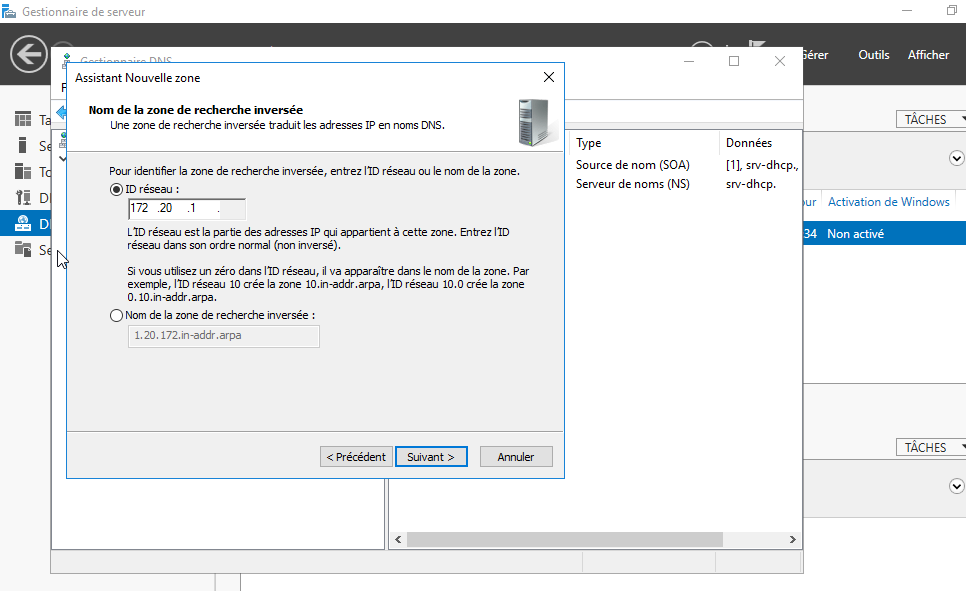 Gestionnaire de serveur
Gérer
Outils
Afficher
Gestionnaire DNS
Assistant Nouvelle zone
Nom de la zone de recherche inversée
Une zone de recherche inversée traduit les adresses IP en noms DNS.
Pour identifier la zone de recherche inversée, entrez l'ID réseau ou le nom de la zone.
ID réseau :
172 .20 .1 .
L'ID réseau est la partie des adresses IP qui appartient à cette zone. Entrez l'ID
réseau dans son ordre normal (non inversé).
Si vous utilisez un zéro dans l'ID réseau, il va apparaître dans le nom de la zone. Par
exemple, l'ID réseau 10 crée la zone 10.in-addr.arpa, l'ID réseau 10.0 crée la zone
0.10.in-addr.arpa.
Nom de la zone de recherche inversée :
1.20.172.in-addr.arpa
< Précédent
Suivant >
Annuler
Type
Données
Source de nom (SOA)
[1], srv-dhcp.,
Serveur de noms (NS)
srv-dhcp.
TÂCHES
our
Activation de Windows
34
Non activé
TÂCHES